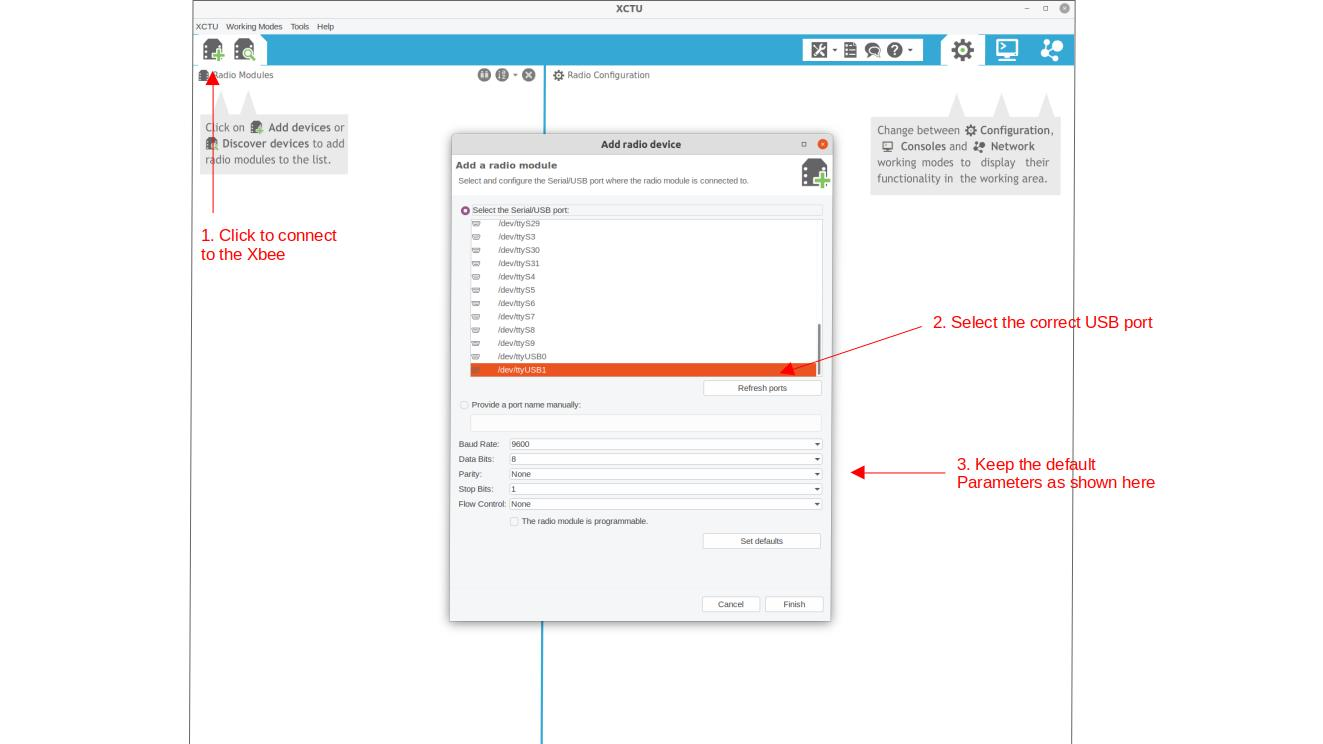 XCTU
XCTU Working Modes Tools Help
Radio Modules
Radio Configuration
Click on Add devices or
Discover devices to add
radio modules to the list.
Change between Configuration,
Consoles and Network
working modes to display their
functionality in the working area.
1. Click to connect
to the Xbee
Add radio device
Add a radio module
Select and configure the Serial/USB port where the radio module is connected to.
Select the Serial/USB port:
/dev/ttyS29
/dev/ttyS3
/dev/ttyS30
/dev/ttyS31
/dev/ttyS4
/dev/ttyS5
/dev/ttyS6
/dev/ttyS7
/dev/ttyS8
/dev/ttyS9
/dev/ttyUSB0
/dev/ttyUSB1
2. Select the correct USB port
Refresh ports
Provide a port name manually:
Baud Rate: 9600
Data Bits: 8
Parity: None
Stop Bits: 1
Flow Control: None
3. Keep the default
Parameters as shown here
The radio module is programmable.
Set defaults
Cancel
Finish